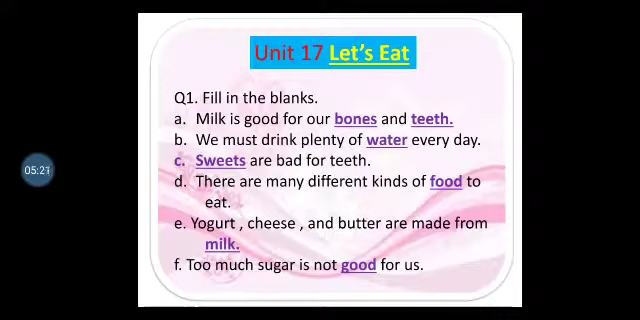 Unit 17 Let's Eat
Q1. Fill in the blanks.
a. Milk is good for our bones and teeth.
b. We must drink plenty of water every day.
c. Sweets are bad for teeth.
d. There are many different kinds of food to
eat.
e. Yogurt , cheese , and butter are made from
milk.
f. Too much sugar is not good for us.
05:21